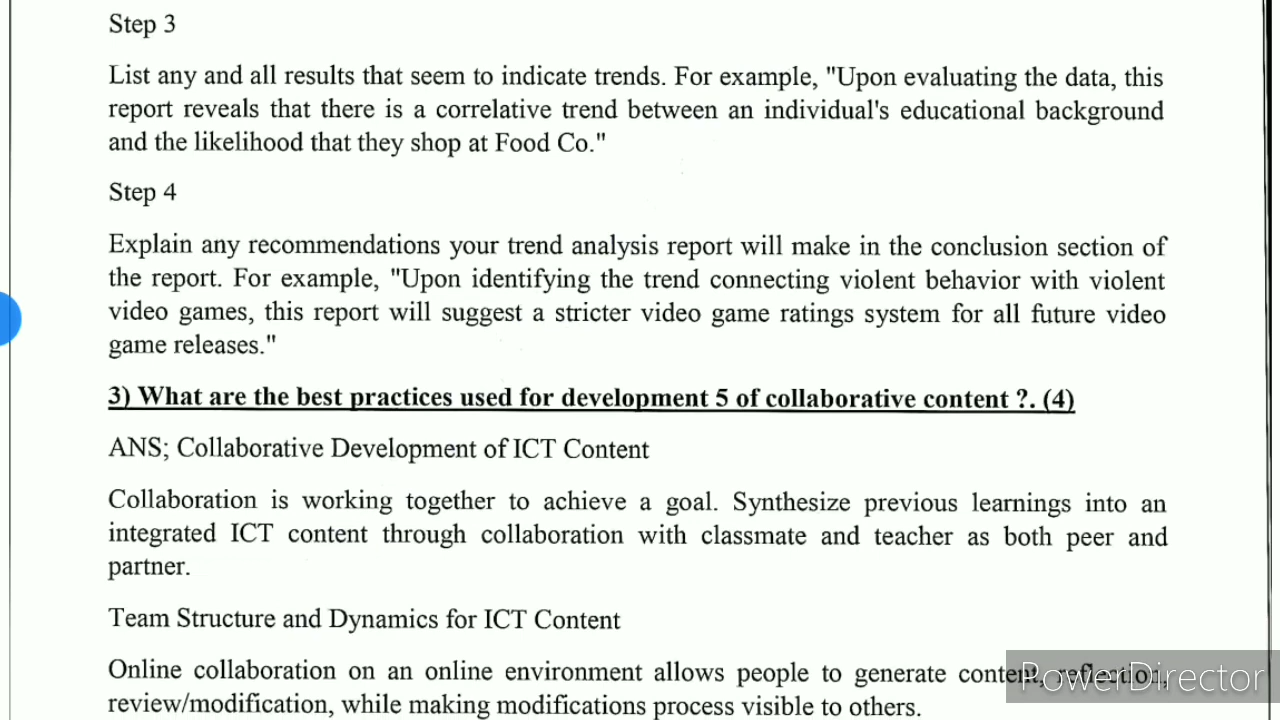 Step 3
List any and all results that seem to indicate trends. For example, "Upon evaluating the data, this
report reveals that there is a correlative trend between an individual's educational background
and the likelihood that they shop at Food Co."
Step 4
Explain any recommendations your trend analysis report will make in the conclusion section of
the report. For example, "Upon identifying the trend connecting violent behavior with violent
video games, this report will suggest a stricter video game ratings system for all future video
game releases."
3) What are the best practices used for development 5 of collaborative content ?. (4)
ANS; Collaborative Development of ICT Content
Collaboration is working together to achieve a goal. Synthesize previous learnings into an
integrated ICT content through collaboration with classmate and teacher as both peer and
partner.
Team Structure and Dynamics for ICT Content
Online collaboration on an online environment allows people to generate content, reflection,
review/modification, while making modifications process visible to others.
PowerDirector